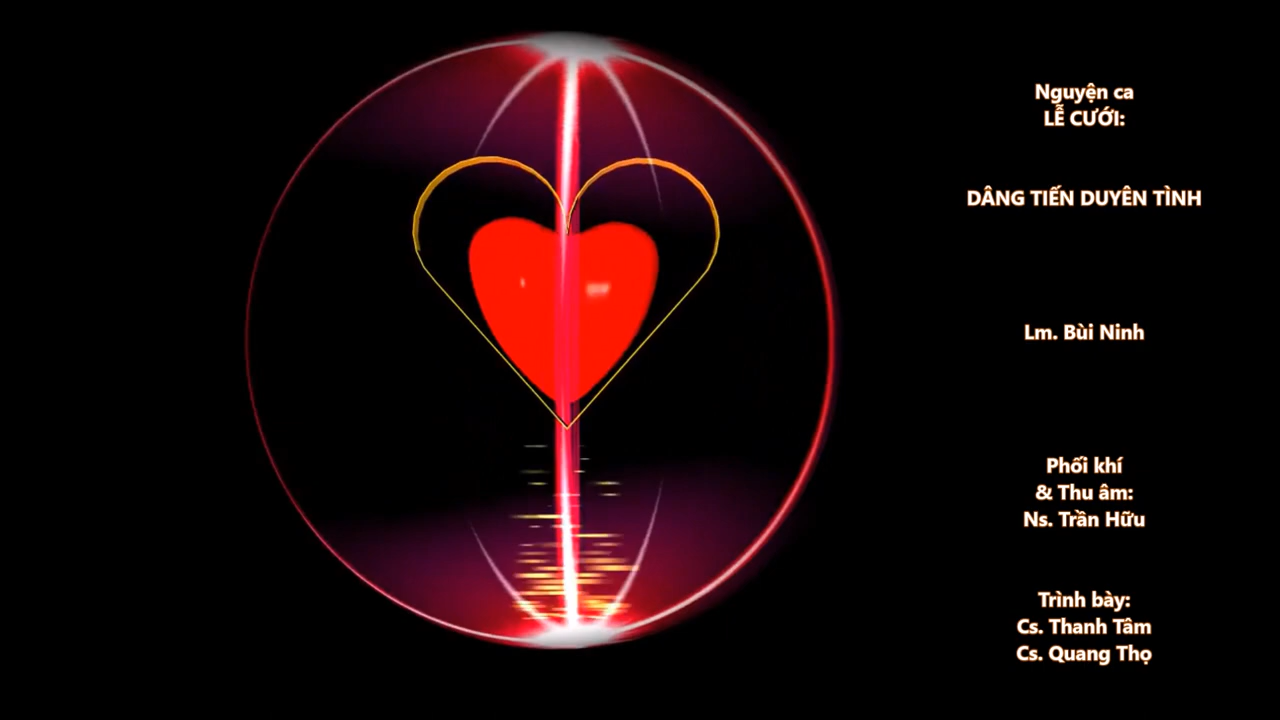 Nguyện ca
LỄ CƯỚI:
DÂNG TIẾN DUYÊN TÌNH
Lm. Bùi Ninh
Phối khí
& Thu âm:
Ns. Trần Hữu
Trình bày:
Cs. Thanh Tâm
Cs. Quang Thọ